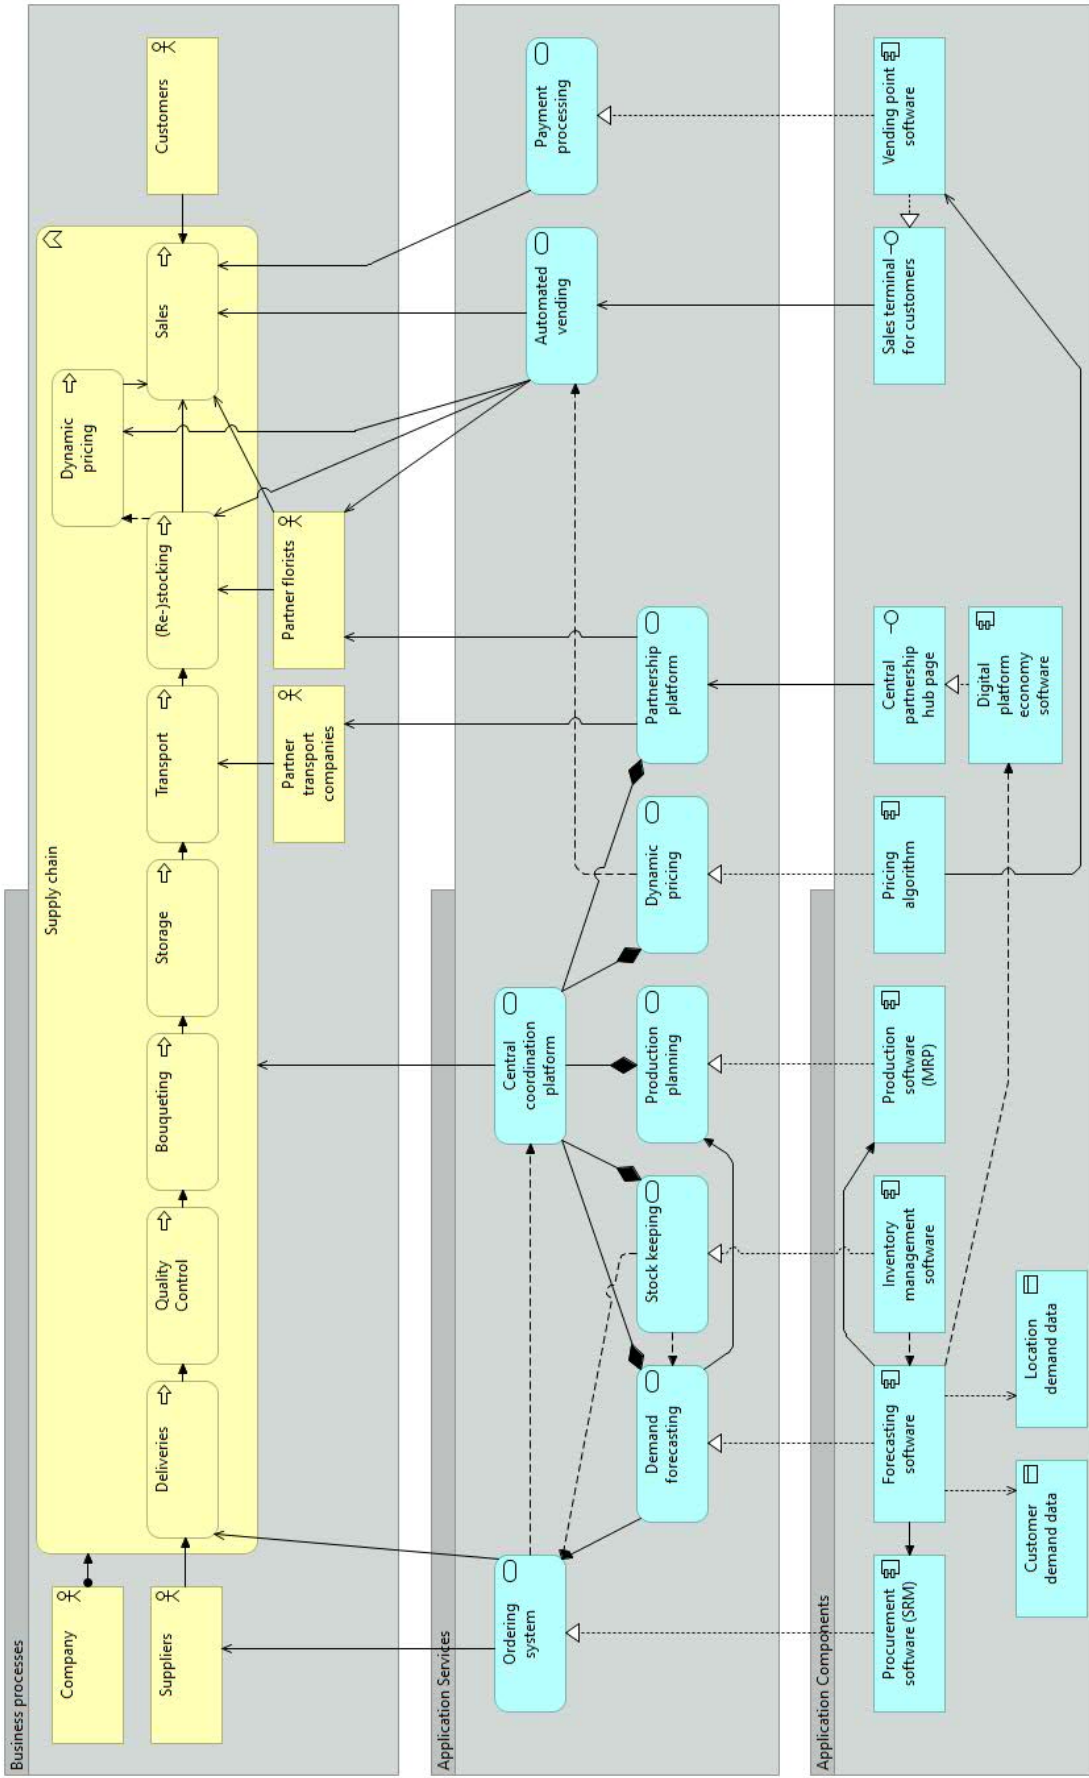 Business processes
Supply chain
Company
Suppliers
Deliveries
Quality
Control
Bouqueting
Storage
Transport
(Re-)stocking
Dynamic
pricing
Sales
Customers
Partner
transport
companies
Partner florists
Application Services
Ordering
system
Central
coordination
platform
Automated
vending
Payment
processing
Demand
forecasting
Stock keeping
Production
planning
Dynamic
pricing
Partnership
platform
Application Components
Procurement
software (SRM)
Forecasting
software
Inventory
management
software
Production
software
(MRP)
Pricing
algorithm
Central
partnership
hub page
Digital
platform
economy
software
Sales terminal
for customers
Vending point
software
Customer
demand data
Location
demand data